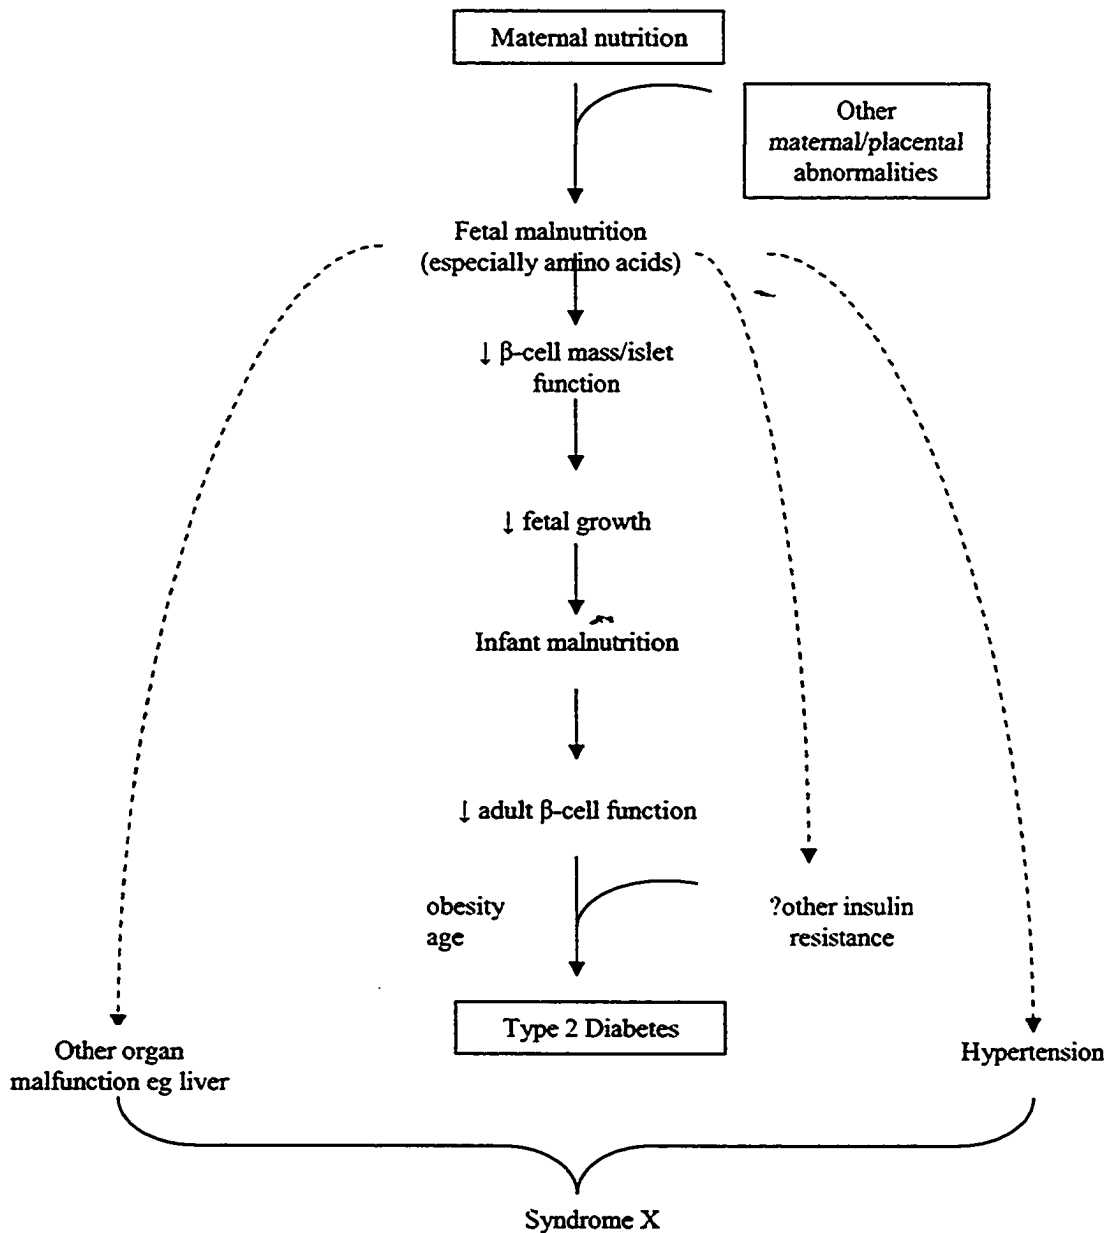 Maternal nutrition
Other
maternal/placental
abnormalities
Fetal malnutrition
(especially amino acids)
↓ β-cell mass/islet
function
↓ fetal growth
Infant malnutrition
↓ adult β-cell function
obesity
age
?other insulin
resistance
Type 2 Diabetes
Other organ
malfunction eg liver
Hypertension
Syndrome X